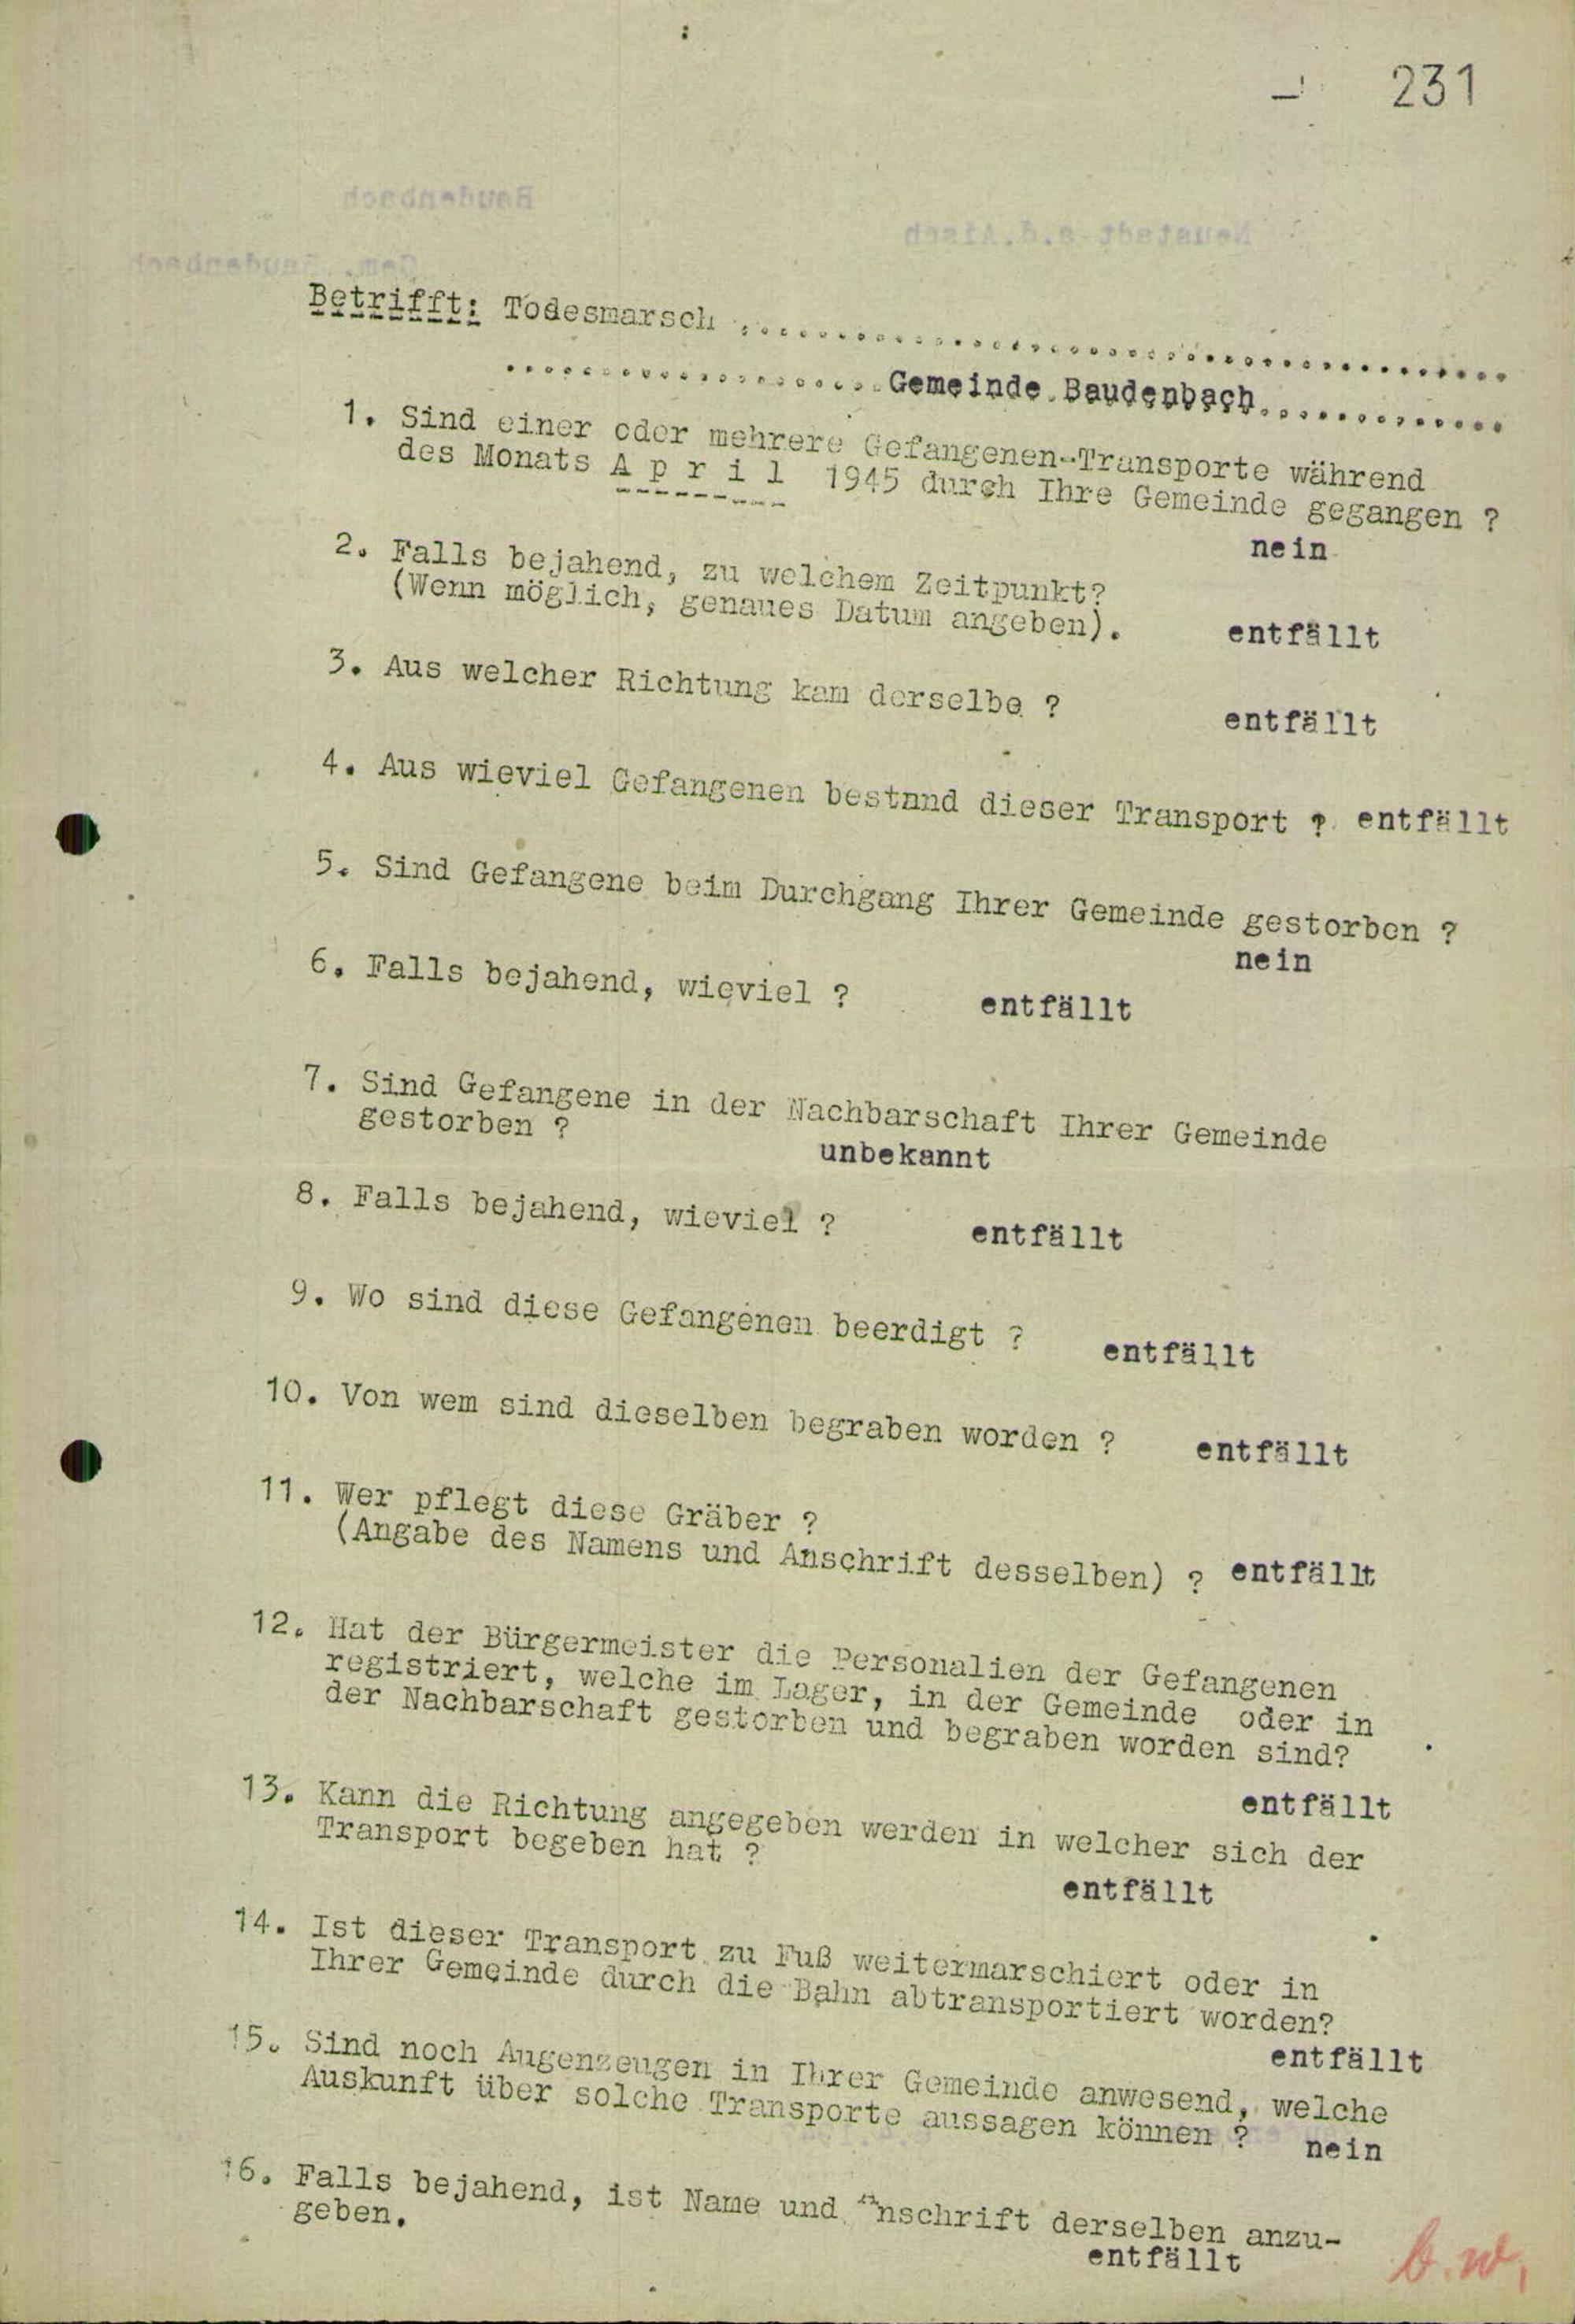 231
Betrifft: Todesmarsch ........................................
....................Gemeinde Baudenbach.............
1. Sind einer oder mehrere Gefangenen-Transporte während
des Monats A p r i l 1945 durch Ihre Gemeinde gegangen ?
nein
2. Falls bejahend, zu welchem Zeitpunkt?
(Wenn möglich, genaues Datum angeben).
entfällt
3. Aus welcher Richtung kam derselbe ?
entfällt
4. Aus wieviel Gefangenen bestand dieser Transport ? entfällt
5. Sind Gefangene beim Durchgang Ihrer Gemeinde gestorben ?
nein
6. Falls bejahend, wieviel ? entfällt
7. Sind Gefangene in der Nachbarschaft Ihrer Gemeinde
gestorben ?
unbekannt
8. Falls bejahend, wieviel ? entfällt
9. Wo sind diese Gefangenen beerdigt ? entfällt
10. Von wem sind dieselben begraben worden ? entfällt
11. Wer pflegt diese Gräber ?
(Angabe des Namens und Anschrift desselben) ? entfällt
12. Hat der Bürgermeister die Personalien der Gefangenen
registriert, welche im Lager, in der Gemeinde oder in
der Nachbarschaft gestorben und begraben worden sind?
entfällt
13. Kann die Richtung angegeben werden in welcher sich der
Transport begeben hat ?
entfällt
14. Ist dieser Transport zu Fuß weitermarschiert oder in
Ihrer Gemeinde durch die Bahn abtransportiert worden?
entfällt
15. Sind noch Augenzeugen in Ihrer Gemeinde anwesend, welche
Auskunft über solche Transporte aussagen können ? nein
16. Falls bejahend, ist Name und Anschrift derselben anzu-
geben.
entfällt
b.w.